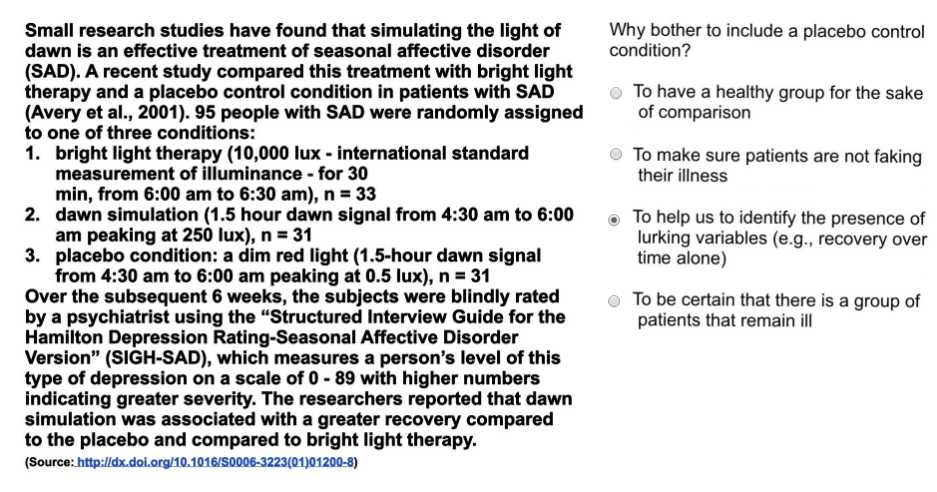 Small research studies have found that simulating the light of
dawn is an effective treatment of seasonal affective disorder
(SAD). A recent study compared this treatment with bright light
therapy and a placebo control condition in patients with SAD
(Avery et al., 2001). 95 people with SAD were randomly assigned
to one of three conditions:
1. bright light therapy (10,000 lux - international standard
measurement of illuminance - for 30
min, from 6:00 am to 6:30 am), n = 33
2. dawn simulation (1.5 hour dawn signal from 4:30 am to 6:00
am peaking at 250 lux), n = 31
3. placebo condition: a dim red light (1.5-hour dawn signal
from 4:30 am to 6:00 am peaking at 0.5 lux), n = 31
Over the subsequent 6 weeks, the subjects were blindly rated
by a psychiatrist using the “Structured Interview Guide for the
Hamilton Depression Rating-Seasonal Affective Disorder
Version” (SIGH-SAD), which measures a person’s level of this
type of depression on a scale of 0 - 89 with higher numbers
indicating greater severity. The researchers reported that dawn
simulation was associated with a greater recovery compared
to the placebo and compared to bright light therapy.
(Source: http://dx.doi.org/10.1016/S0006-3223(01)01200-8)
Why bother to include a placebo control
condition?
To have a healthy group for the sake
of comparison
To make sure patients are not faking
their illness
To help us to identify the presence of
lurking variables (e.g., recovery over
time alone)
To be certain that there is a group of
patients that remain ill